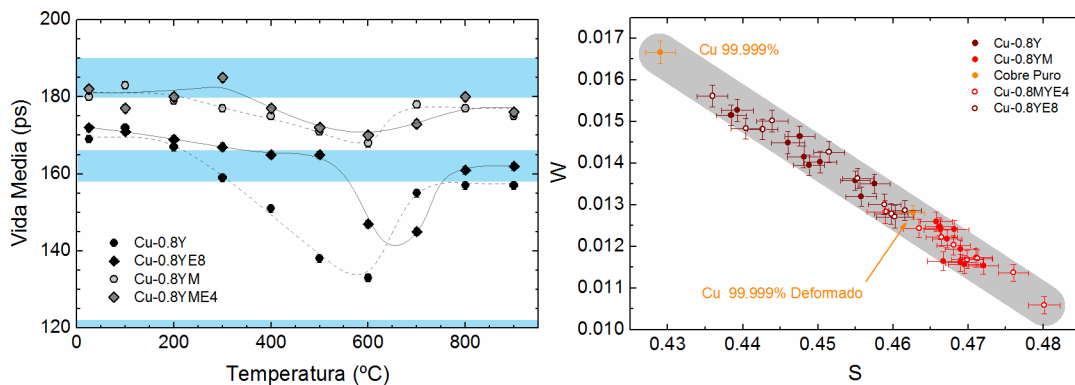 200
180
160
140
120
Vida Media (ps)
Cu-0.8Y
Cu-0.8YE8
Cu-0.8YM
Cu-0.8YME4
0 200 400 600 800
Temperatura (ºC)
0.017
0.016
0.015
0.014
0.013
0.012
0.011
0.010
W
Cu 99.999%
Cu-0.8Y
Cu-0.8YM
Cobre Puro
Cu-0.8MYE4
Cu-0.8YE8
Cu 99.999% Deformado
0.43 0.44 0.45 0.46 0.47 0.48
S